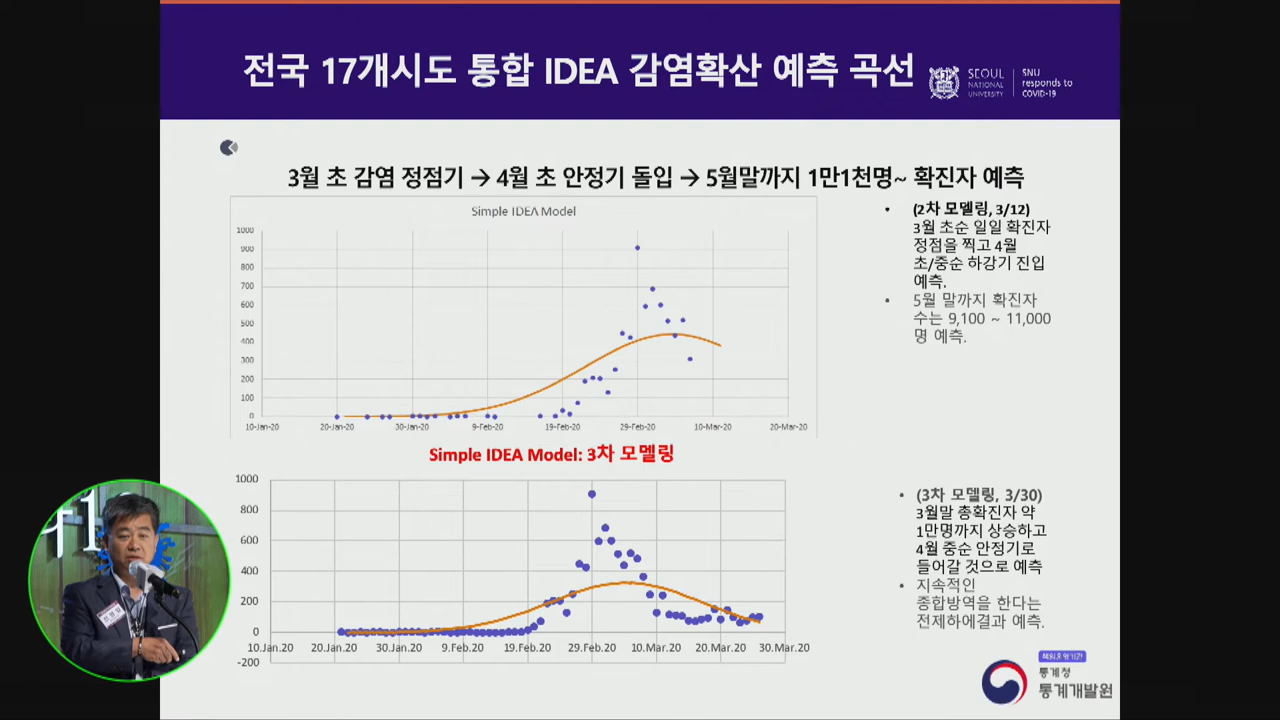 전국 17개시도 통합 IDEA 감염확산 예측 곡선
SEOUL
NATIONAL
UNIVERSITY
SNU
responds to
COVID-19
3월 초 감염 정점기 → 4월 초 안정기 돌입 → 5월말까지 1만1천명~ 확진자 예측
Simple IDEA Model
1000
900
800
700
600
500
400
300
200
100
0
10-Jan-20 20-Jan-20 30-Jan-20 9-Feb-20 19-Feb-20 29-Feb-20 10-Mar-20 20-Mar-20
• (2차 모델링, 3/12)
3월 초순 일일 확진자
정점을 찍고 4월
초/중순 하강기 진입
예측.
• 5월 말까지 확진자
수는 9,100 ~ 11,000
명 예측.
Simple IDEA Model: 3차 모델링
1000
800
600
400
200
0
-200
10.Jan.20 20.Jan.20 30.Jan.20 9.Feb.20 19.Feb.20 29.Feb.20 10.Mar.20 20.Mar.20 30.Mar.20
• (3차 모델링, 3/30)
3월말 총확진자 약
1만명까지 상승하고
4월 중순 안정기로
들어갈 것으로 예측
• 지속적인
종합방역을 한다는
전제하에결과 예측.
책임운영기관
통계청
통계개발원